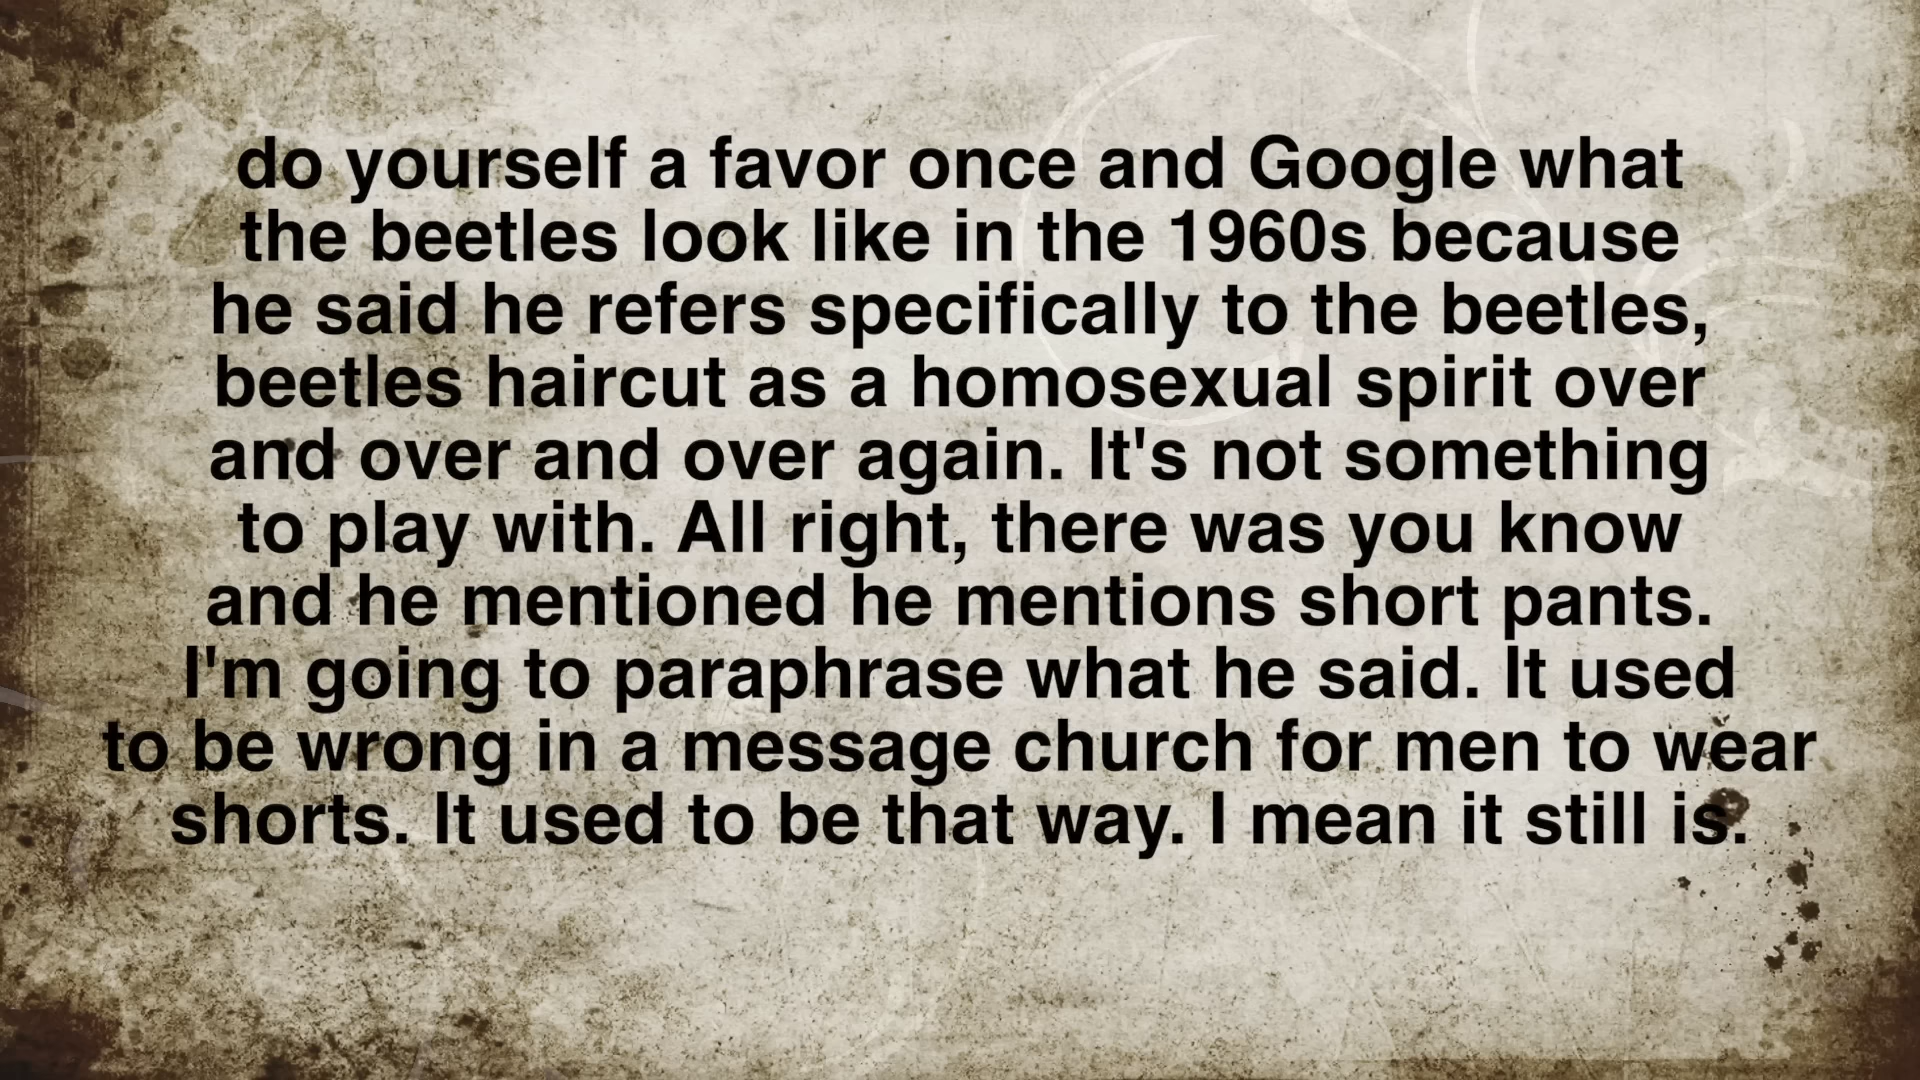 do yourself a favor once and Google what
the beetles look like in the 1960s because
he said he refers specifically to the beetles,
beetles haircut as a homosexual spirit over
and over and over again. It's not something
to play with. All right, there was you know
and he mentioned he mentions short pants.
I'm going to paraphrase what he said. It used
to be wrong in a message church for men to wear
shorts. It used to be that way. I mean it still is.